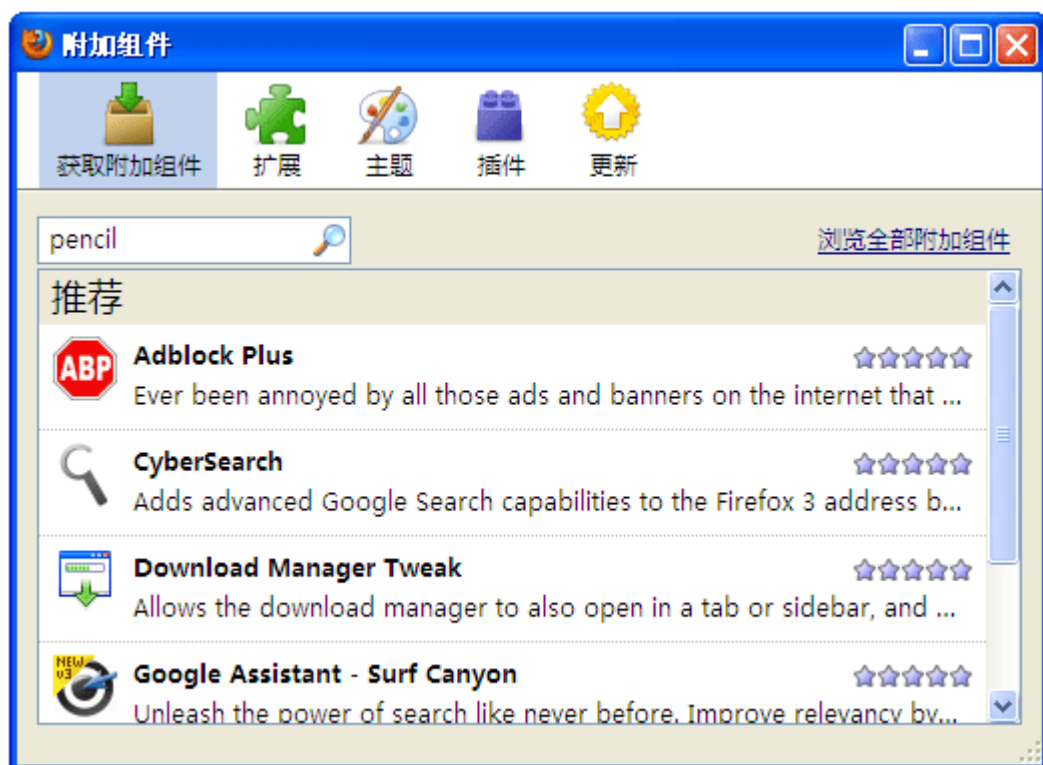 附加组件
获取附加组件 扩展 主题 插件 更新
pencil 浏览全部附加组件
推荐
ABP Adblock Plus
Ever been annoyed by all those ads and banners on the internet that ...
CyberSearch
Adds advanced Google Search capabilities to the Firefox 3 address b...
Download Manager Tweak
Allows the download manager to also open in a tab or sidebar, and ...
NEW v3 Google Assistant - Surf Canyon
Unleash the power of search like never before. Improve relevancy by...